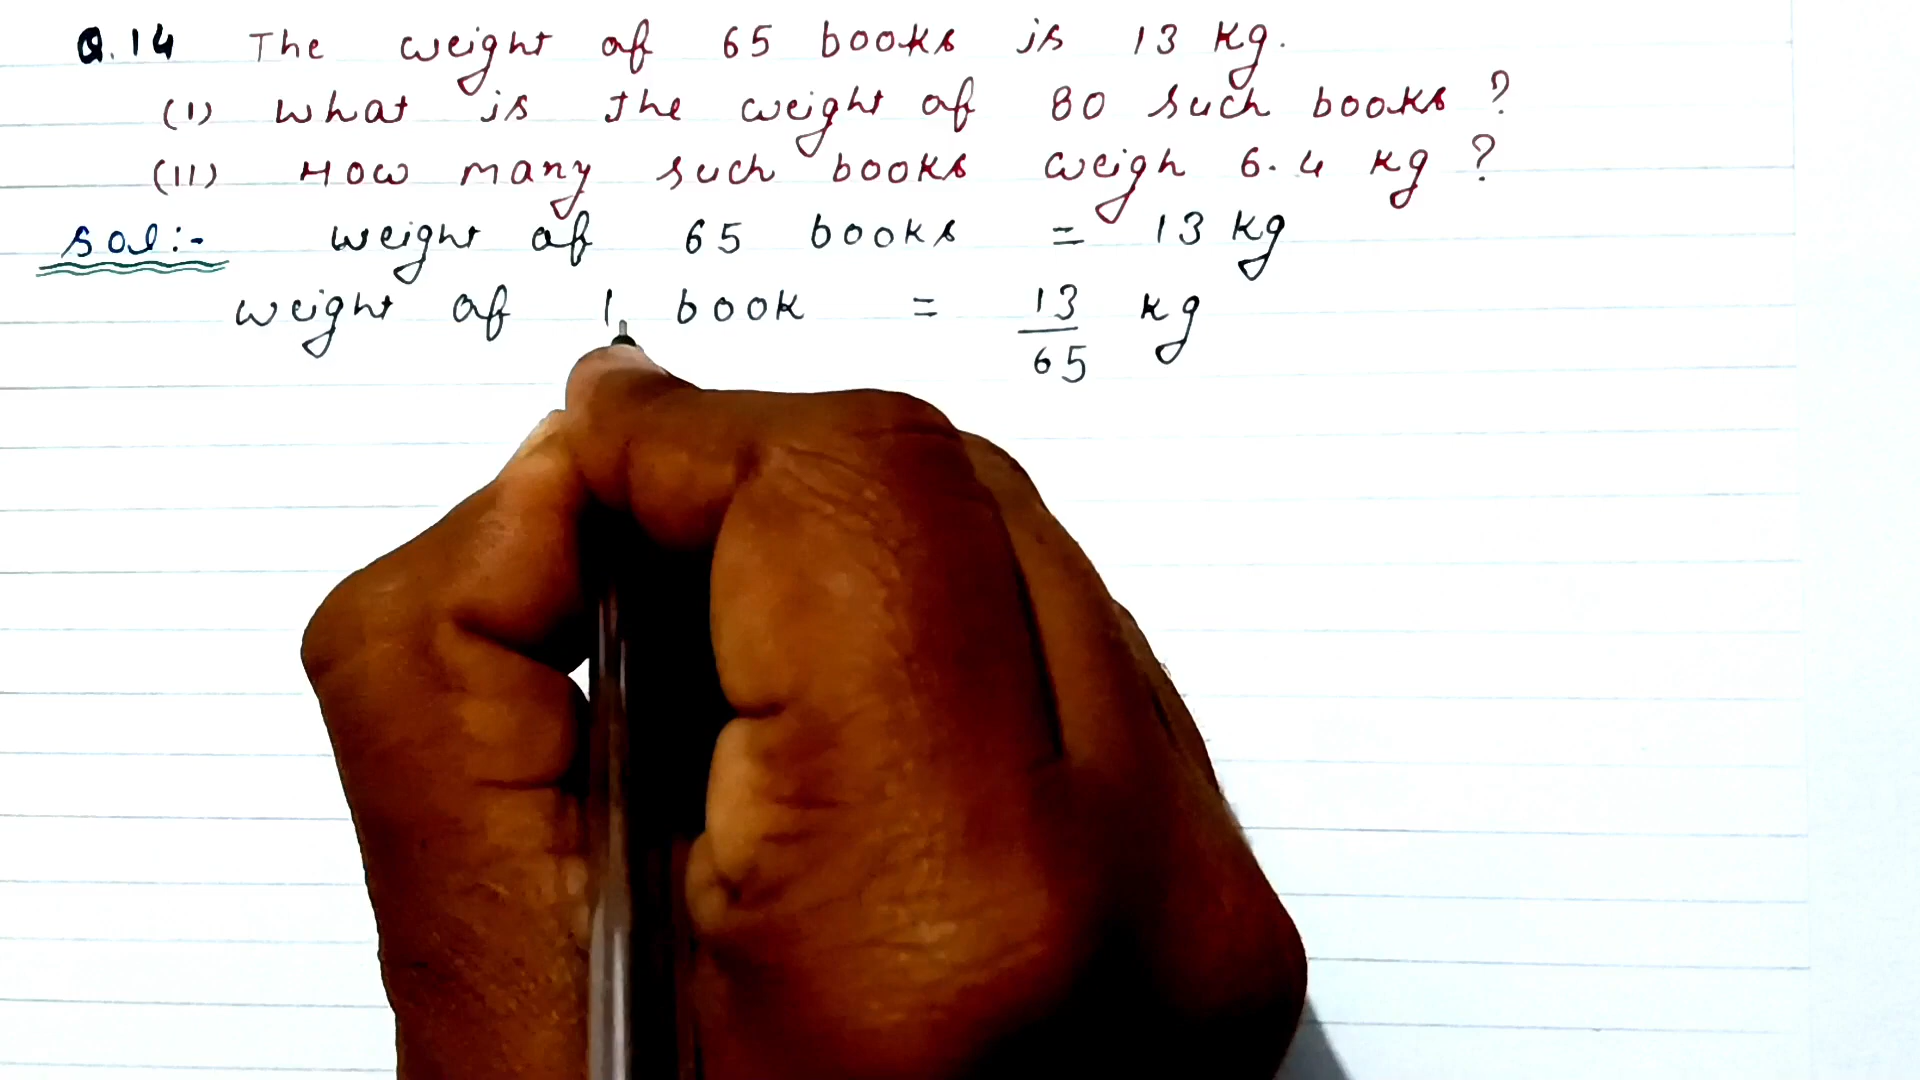 Q.14 The weight of 65 books is 13 kg.
(I) What is the weight of 80 such books ?
(II) How many such books weigh 6.4 kg ?
Sol:- weight of 65 books = 13 kg
weight of 1 book = 13/65 kg